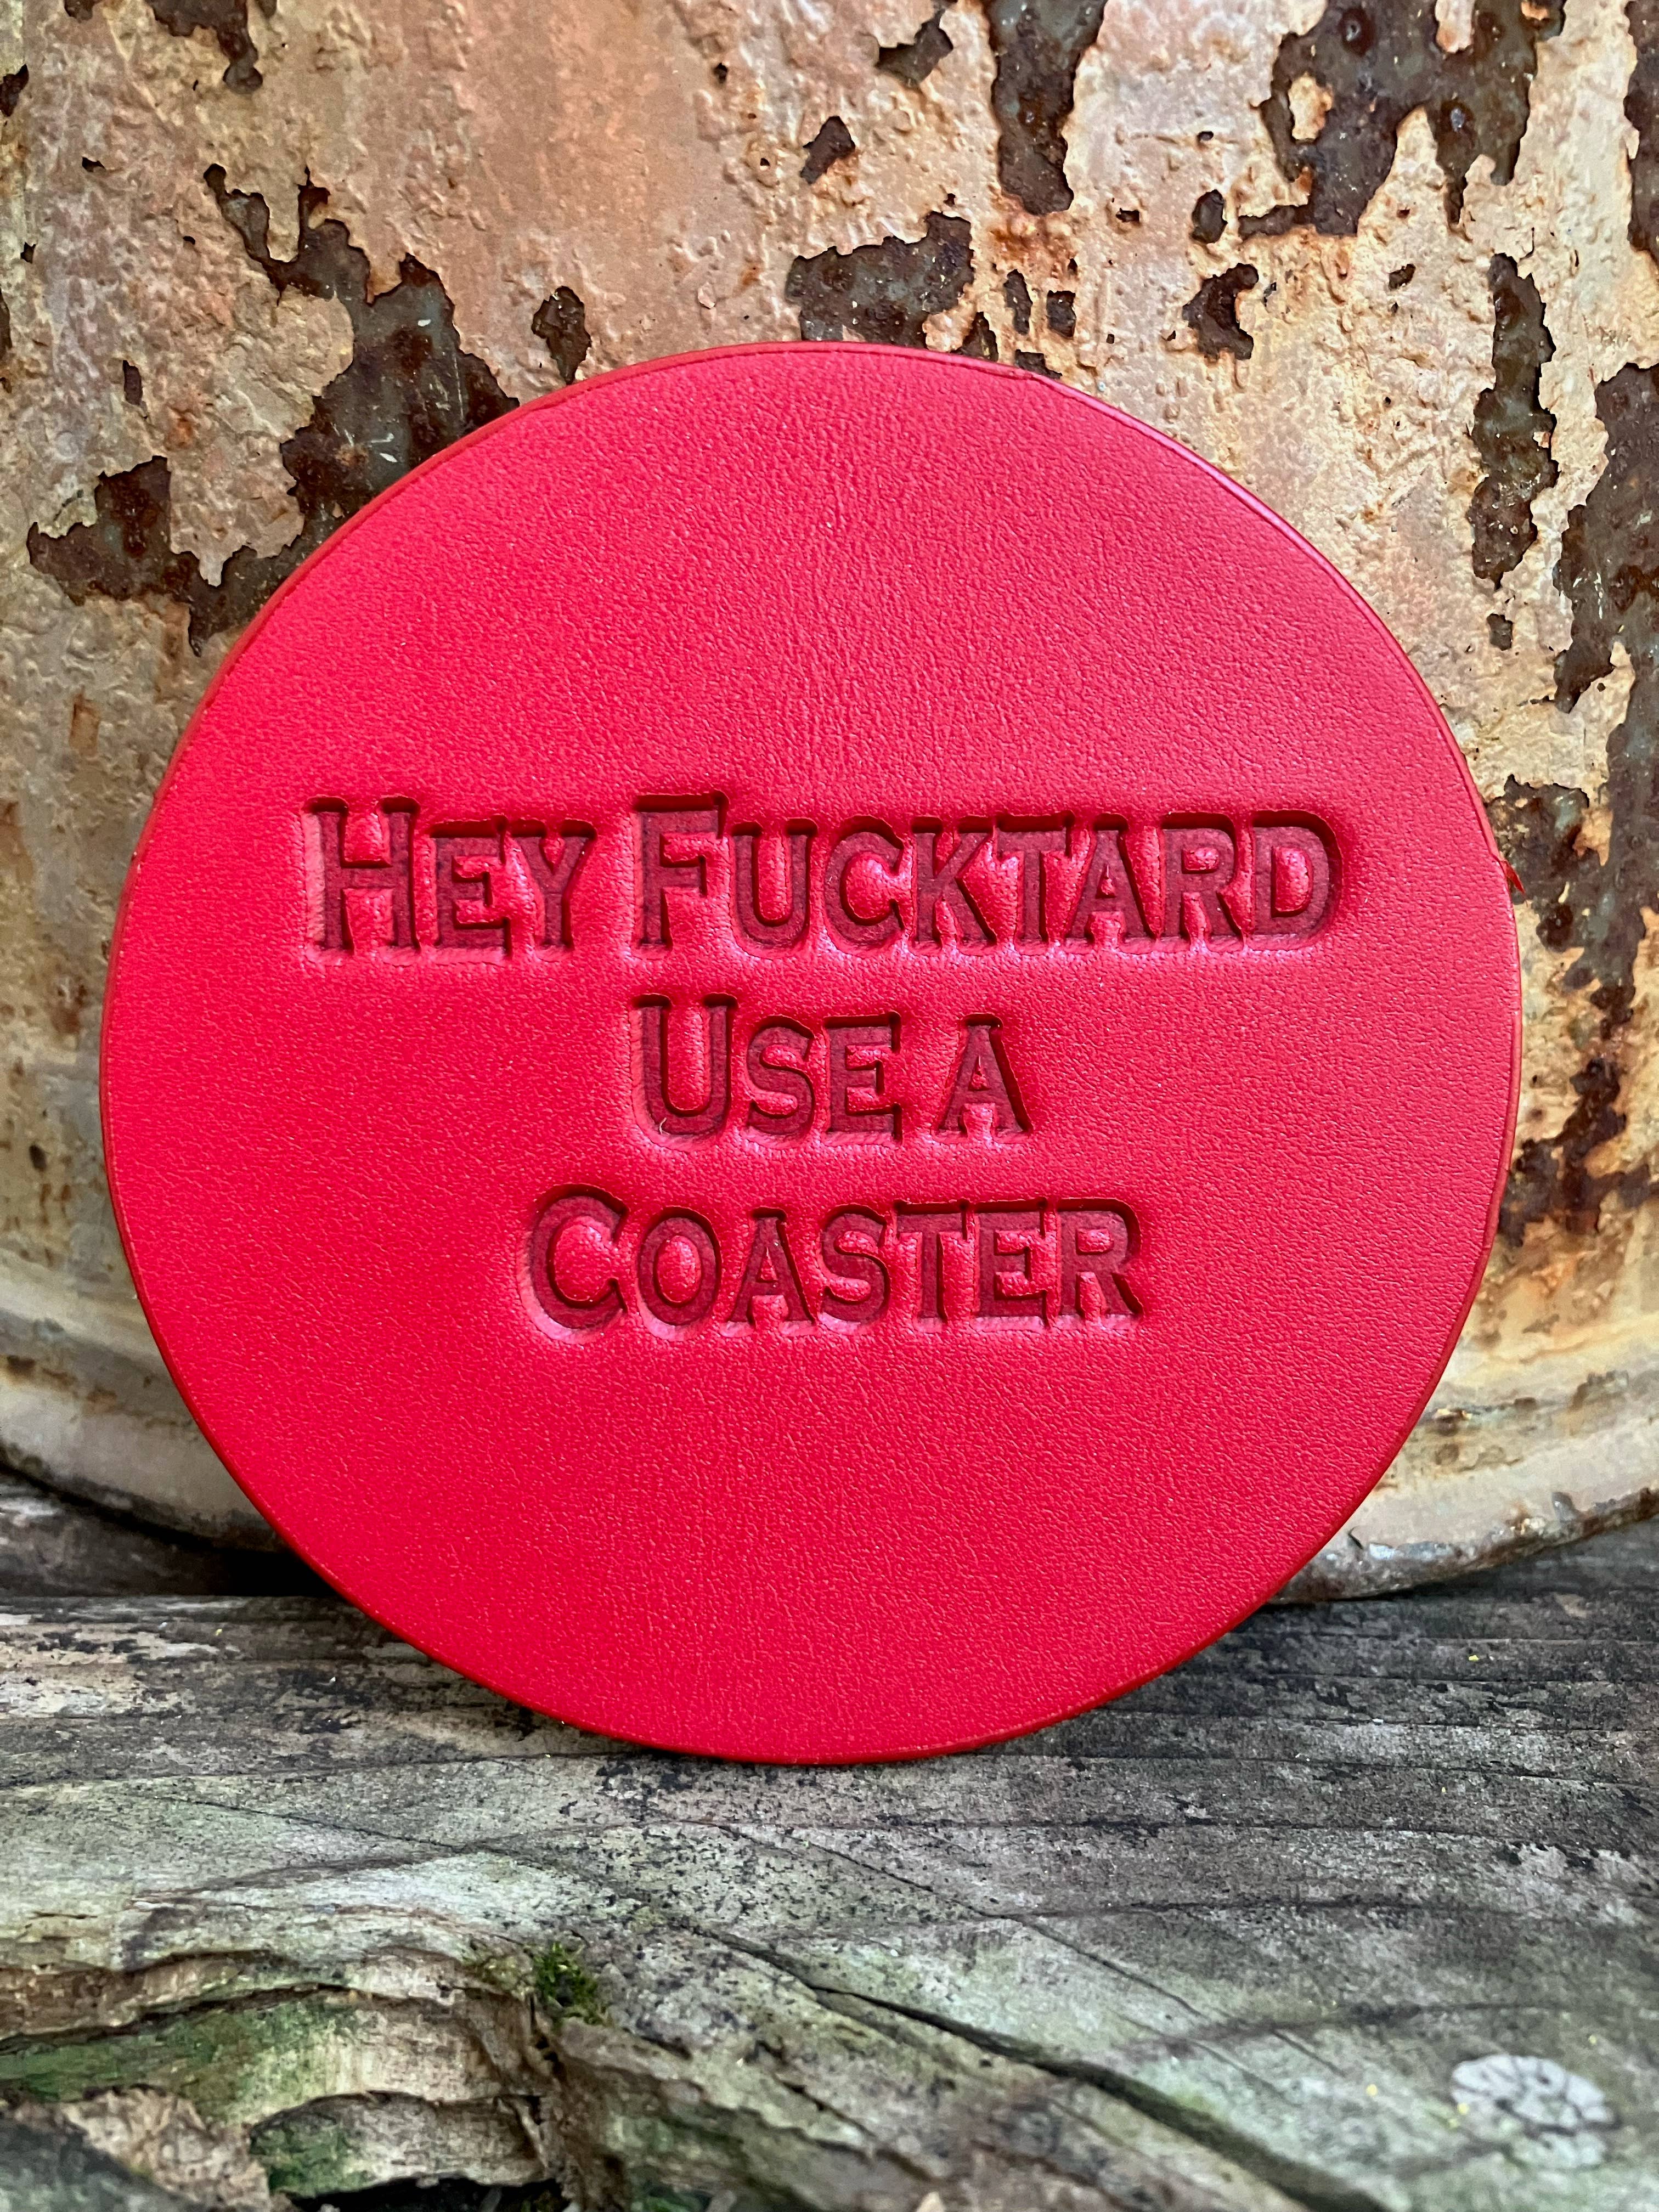 Hey Fucktard
Use a
Coaster